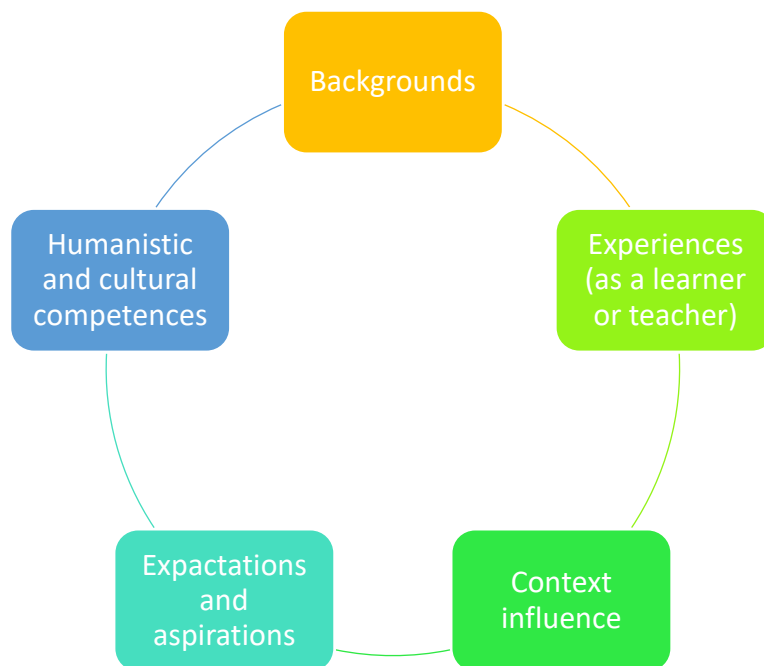 Backgrounds
Experiences
(as a learner
or teacher)
Context
influence
Expactations
and
aspirations
Humanistic
and cultural
competences